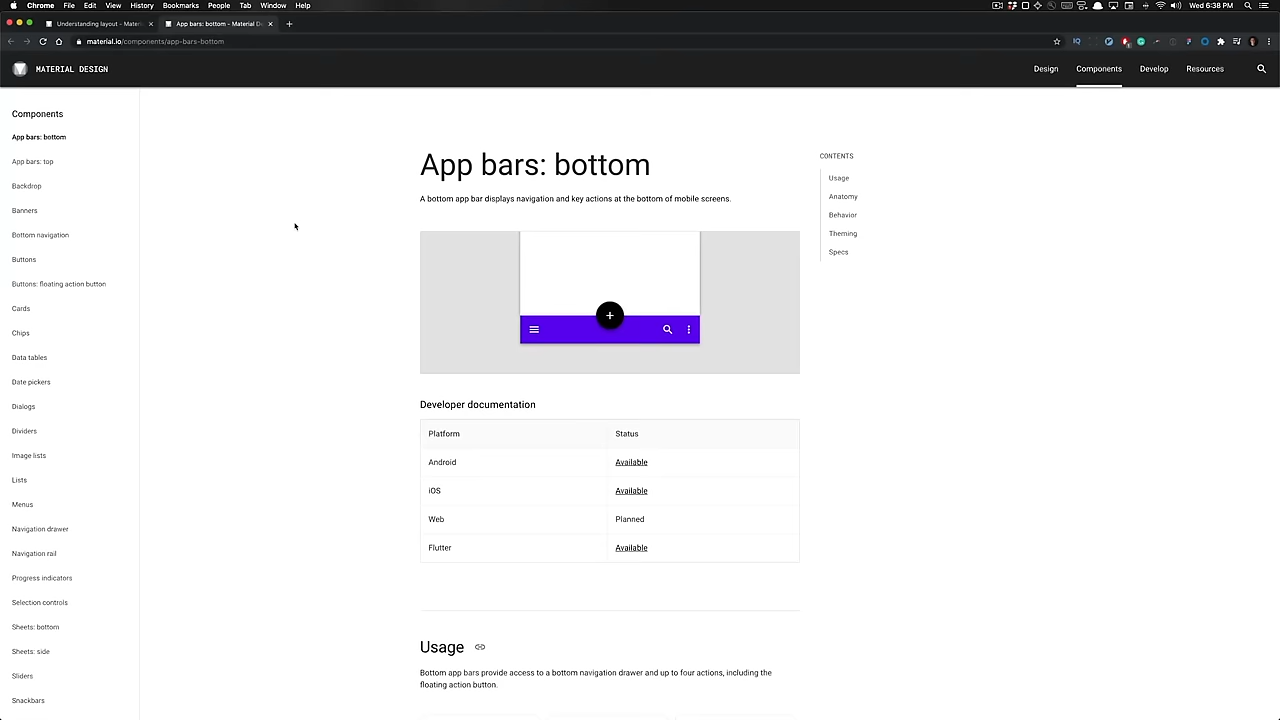 Chrome File Edit View History Bookmarks People Tab Window Help Wed 6:38 PM
Understanding layout – Mater App bars: bottom – Material D
material.io/components/app-bars-bottom
MATERIAL DESIGN Design Components Develop Resources
Components
App bars: bottom
App bars: top
Backdrop
Banners
Bottom navigation
Buttons
Buttons: floating action button
Cards
Chips
Data tables
Date pickers
Dialogs
Dividers
Image lists
Lists
Menus
Navigation drawer
Navigation rail
Progress indicators
Selection controls
Sheets: bottom
Sheets: side
Sliders
Snackbars
App bars: bottom
A bottom app bar displays navigation and key actions at the bottom of mobile screens.
Developer documentation
Platform Status
Android Available
iOS Available
Web Planned
Flutter Available
Usage
Bottom app bars provide access to a bottom navigation drawer and up to four actions, including the
floating action button.
CONTENTS
Usage
Anatomy
Behavior
Theming
Specs